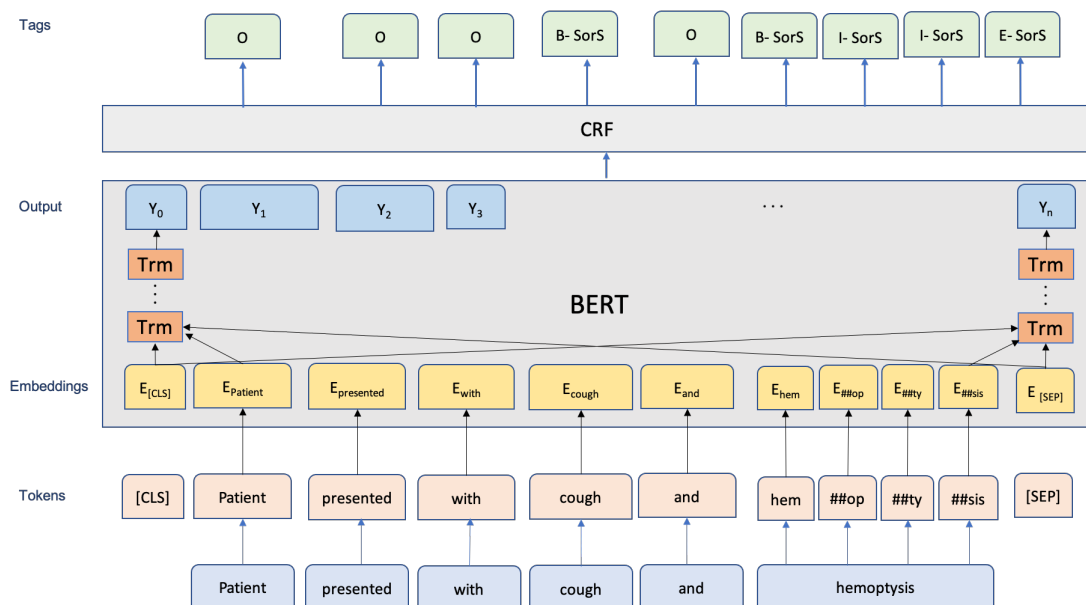 Tags
O O O B- SorS O B- SorS I- SorS I- SorS E- SorS
CRF
Output
Y0 Y1 Y2 Y3 ... Yn
Trm Trm
BERT
Trm Trm
Embeddings
E[CLS] EPatient Epresented Ewith Ecough Eand Ehem E##op E##ty E##sis E [SEP]
Tokens
[CLS] Patient presented with cough and hem ##op ##ty ##sis [SEP]
Patient presented with cough and hemoptysis